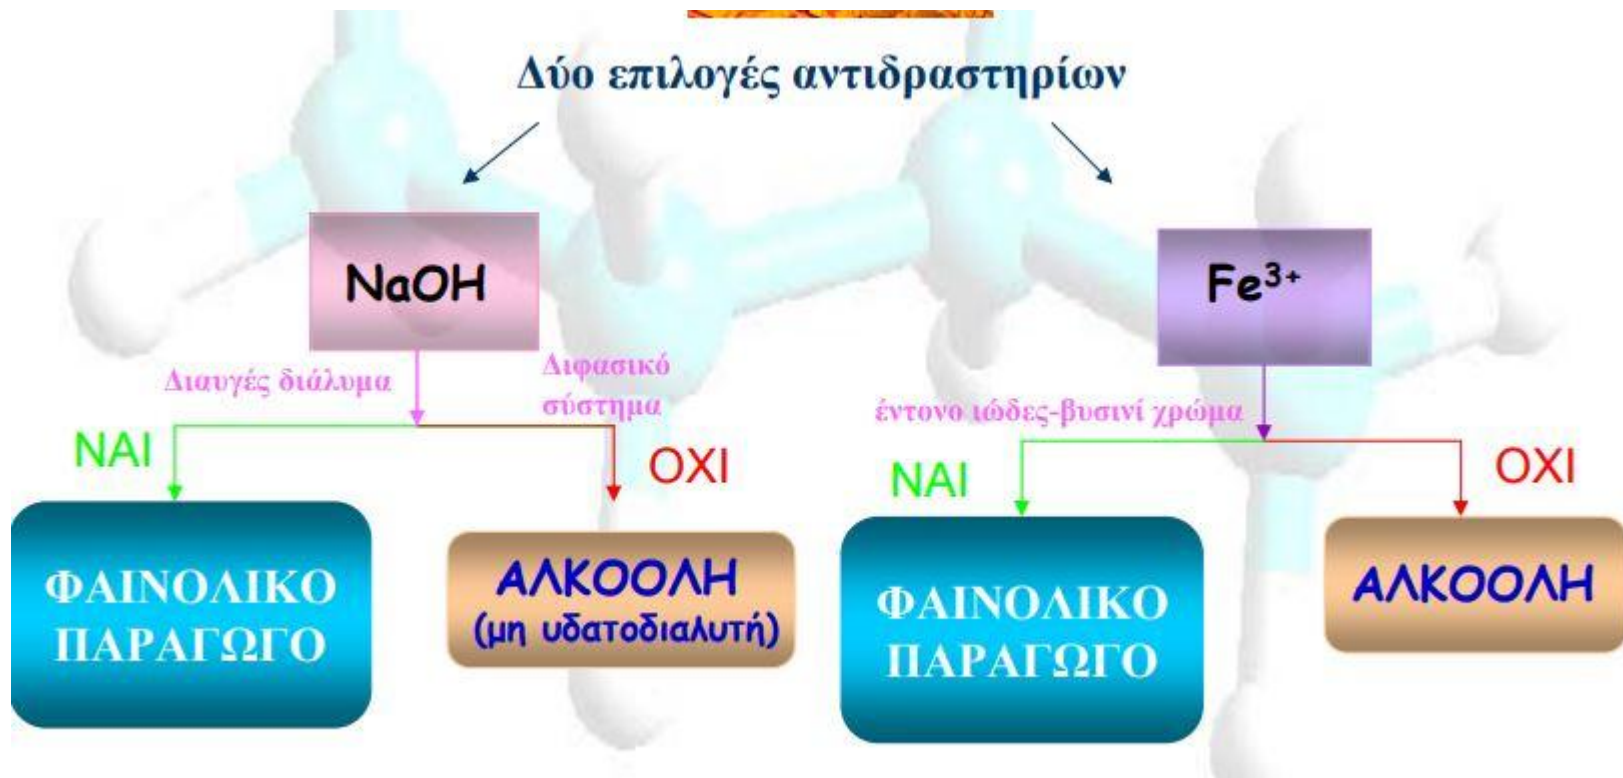 Δύο επιλογές αντιδραστηρίων
NaOH
Fe³⁺
Διαυγές διάλυμα
Διφασικό
σύστημα
έντονο ιώδες-βυσινί χρώμα
ΝΑΙ
ΟΧΙ
ΝΑΙ
ΟΧΙ
ΦΑΙΝΟΛΙΚΟ
ΠΑΡΑΓΩΓΟ
ΑΛΚΟΟΛΗ
(μη υδατοδιαλυτή)
ΦΑΙΝΟΛΙΚΟ
ΠΑΡΑΓΩΓΟ
ΑΛΚΟΟΛΗ